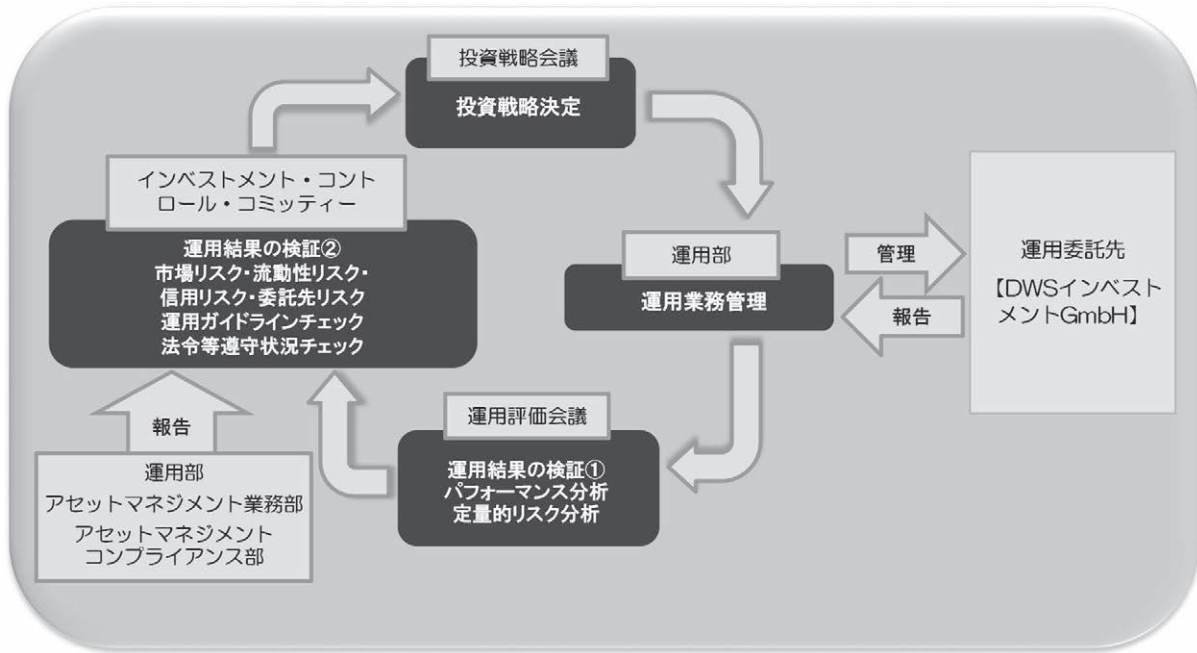 投資戦略会議
投資戦略決定
インベストメント・コント
ロール・コミッティー
運用結果の検証②
市場リスク・流動性リスク・
信用リスク・委託先リスク
運用ガイドラインチェック
法令等遵守状況チェック
運用部
運用業務管理
管理
報告
運用委託先
【DWSインベスト
メントGmbH】
運用評価会議
運用結果の検証①
パフォーマンス分析
定量的リスク分析
報告
運用部
アセットマネジメント業務部
アセットマネジメント
コンプライアンス部